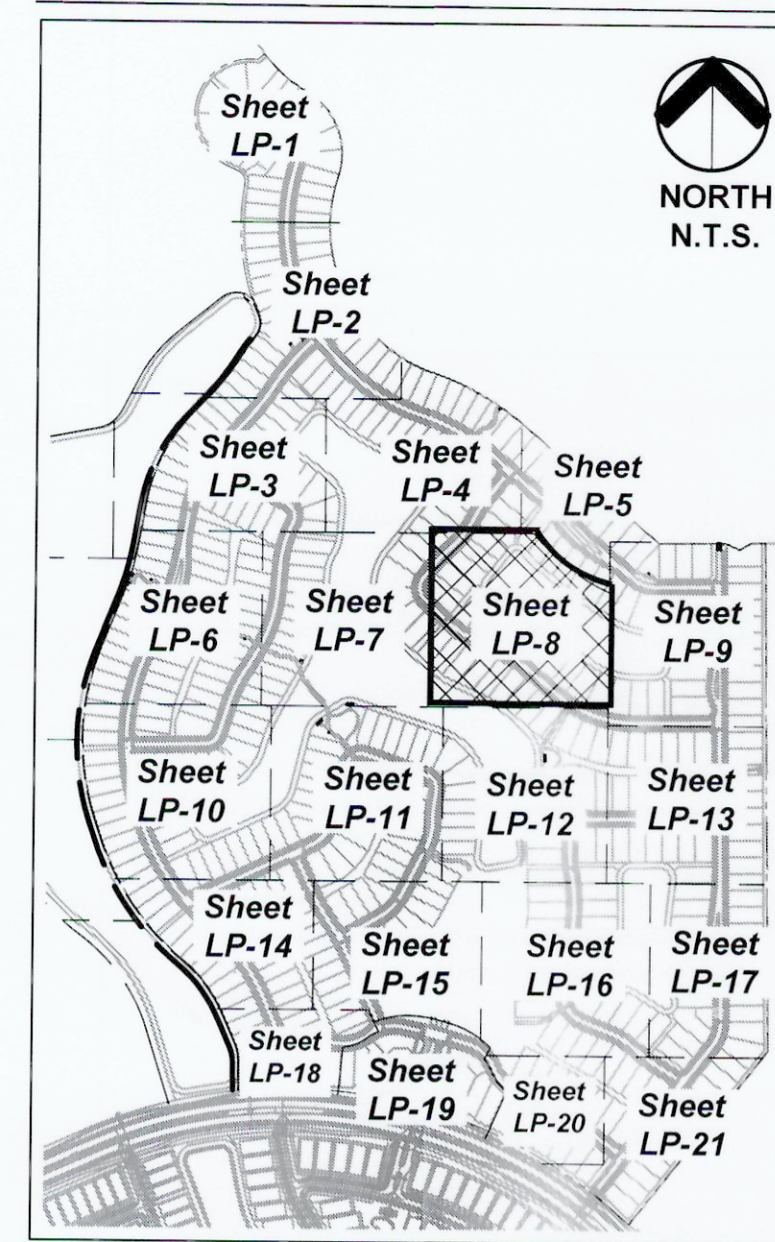 Sheet
LP-1
NORTH
N.T.S.
Sheet
LP-2
Sheet
LP-3
Sheet
LP-4
Sheet
LP-5
Sheet
LP-6
Sheet
LP-7
Sheet
LP-8
Sheet
LP-9
Sheet
LP-10
Sheet
LP-11
Sheet
LP-12
Sheet
LP-13
Sheet
LP-14
Sheet
LP-15
Sheet
LP-16
Sheet
LP-17
Sheet
LP-18
Sheet
LP-19
Sheet
LP-20
Sheet
LP-21